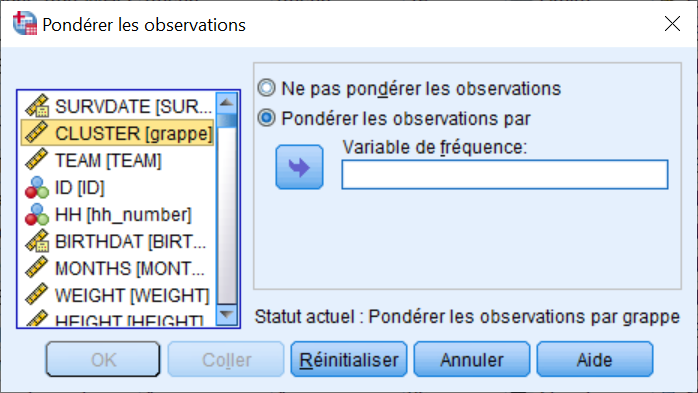 Pondérer les observations
SURVDATE [SUR...
CLUSTER [grappe]
TEAM [TEAM]
ID [ID]
HH [hh_number]
BIRTHDAT [BIRT...
MONTHS [MONT...
WEIGHT [WEIGHT]
HEIGHT [HEIGHT]
Ne pas pondérer les observations
Pondérer les observations par
Variable de fréquence:
Statut actuel : Pondérer les observations par grappe
OK
Coller
Réinitialiser
Annuler
Aide